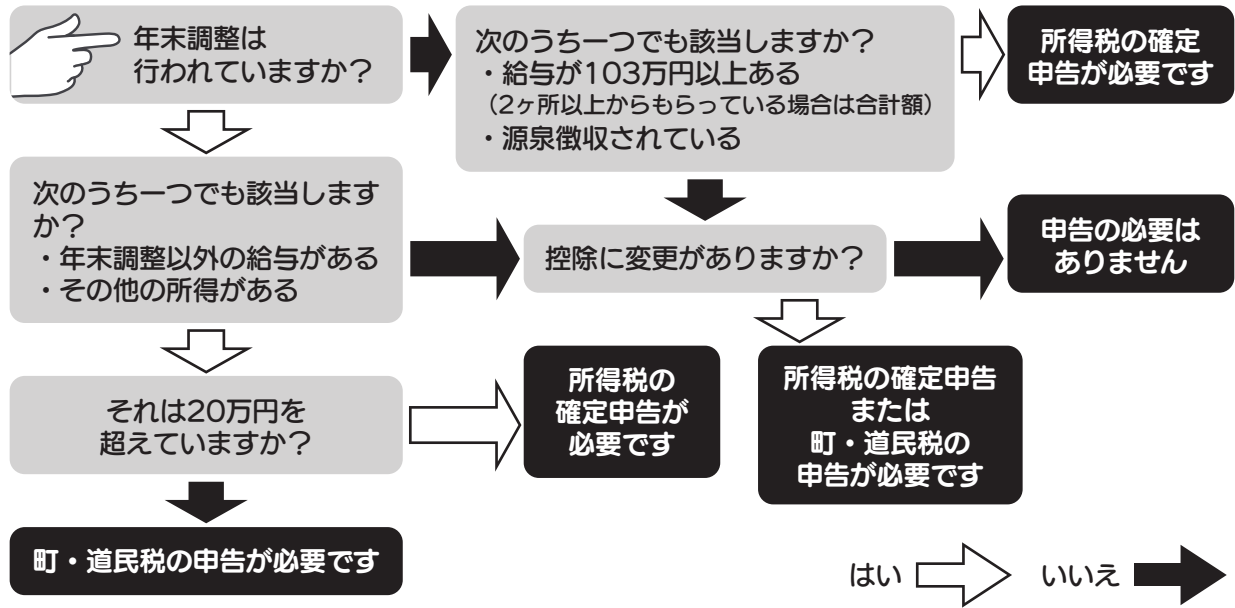 年末調整は
行われていますか？
次のうち一つでも該当しますか？
・給与が103万円以上ある
（2ヶ所以上からもらっている場合は合計額）
・源泉徴収されている
所得税の確定
申告が必要です
次のうち一つでも該当します
か？
・年末調整以外の給与がある
・その他の所得がある
控除に変更がありますか？
申告の必要は
ありません
それは20万円を
超えていますか？
所得税の
確定申告が
必要です
所得税の確定申告
または
町・道民税の
申告が必要です
町・道民税の申告が必要です
はい
いいえ